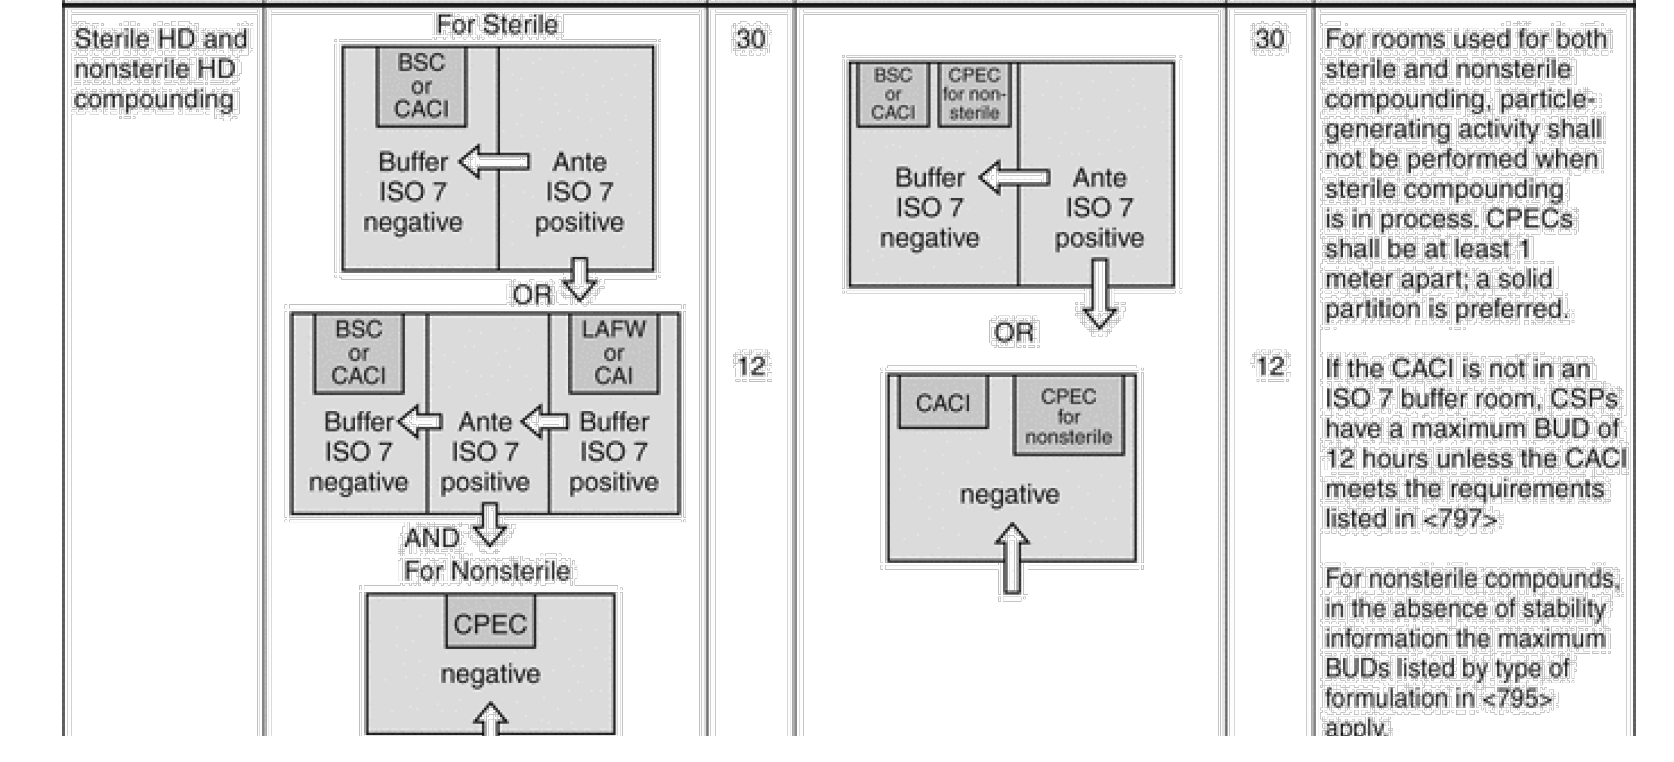 Sterile HD and
nonsterile HD
compounding
For Sterile
BSC
or
CACI
Buffer
ISO 7
negative
Ante
ISO 7
positive
OR
BSC
or
CACI
Buffer
ISO 7
negative
Ante
ISO 7
positive
LAFW
or
CAI
Buffer
ISO 7
positive
AND
For Nonsterile
CPEC
negative
30
12
BSC
or
CACI
CPEC
for non-
sterile
Buffer
ISO 7
negative
Ante
ISO 7
positive
OR
CACI
CPEC
for
nonsterile
negative
30
12
For rooms used for both
sterile and nonsterile
compounding, particle-
generating activity shall
not be performed when
sterile compounding
is in process. CPECs
shall be at least 1
meter apart; a solid
partition is preferred.
If the CACI is not in an
ISO 7 buffer room, CSPs
have a maximum BUD of
12 hours unless the CACI
meets the requirements
listed in <797>
For nonsterile compounds,
in the absence of stability
information the maximum
BUDs listed by type of
formulation in <795>
apply.